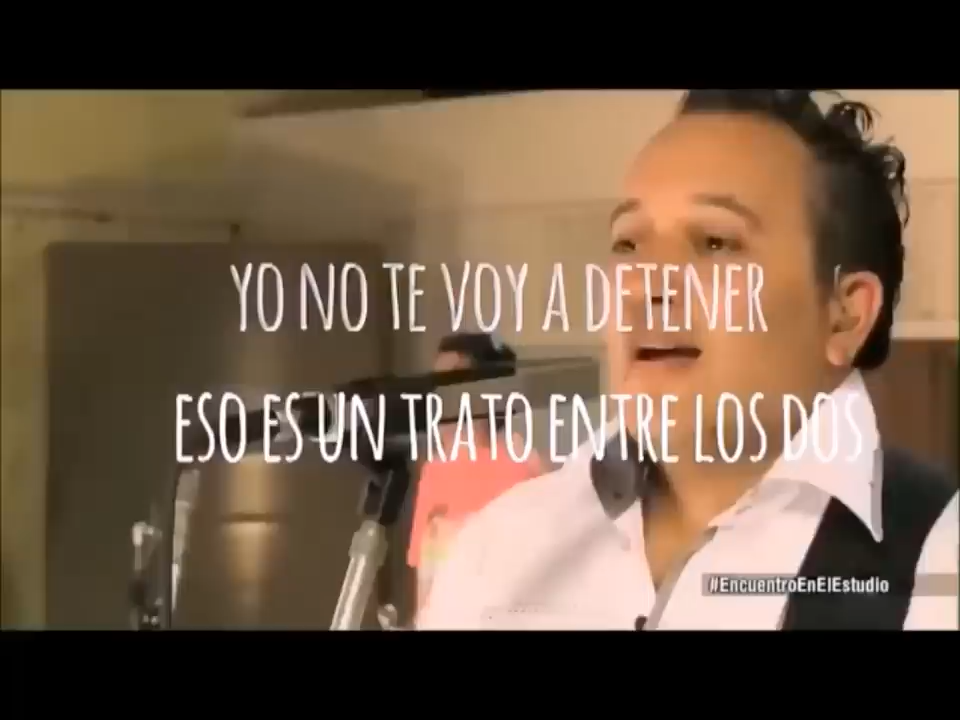 YO NO TE VOY A DETENER
ESO ES UN TRATO ENTRE LOS DOS
#EncuentroEnElEstudio